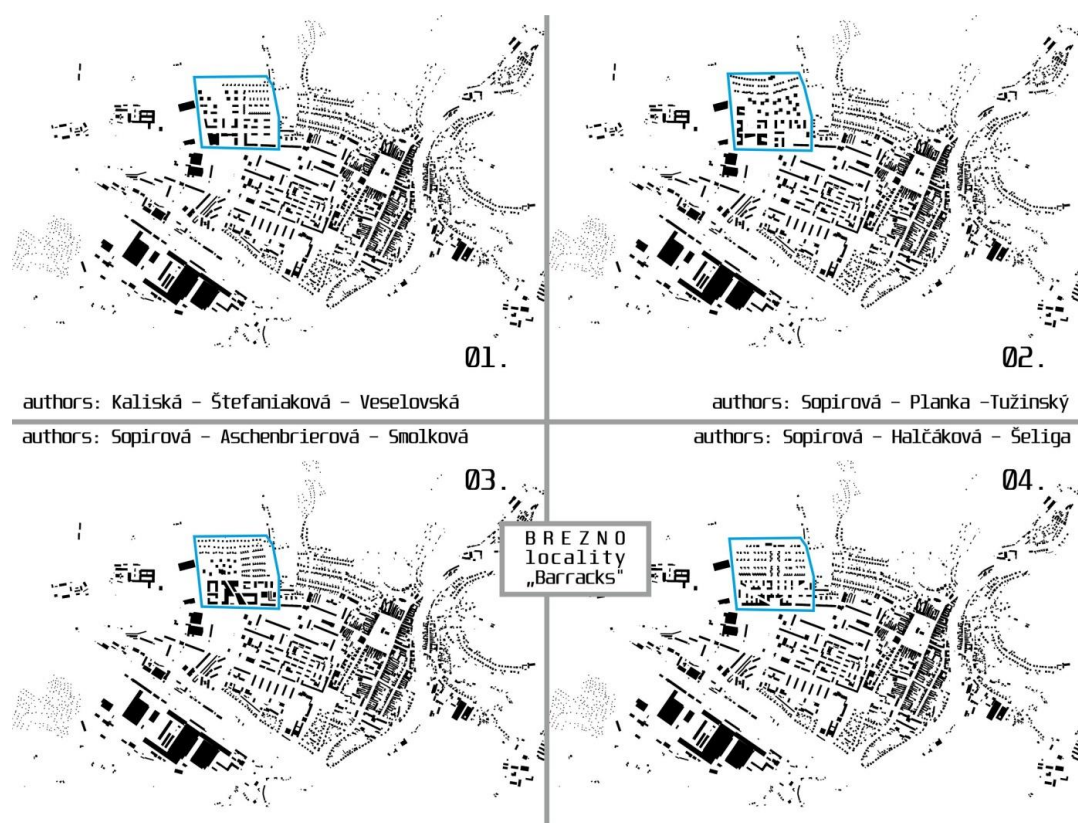 01.
02.
authors: Kaliská - Štefaniaková - Veselovská
authors: Sopirová - Planka -Tužinský
authors: Sopirová - Aschenbrierová - Smolková
authors: Sopirová - Halčáková - Šeliga
03.
04.
BREZNO
locality
„Barracks"